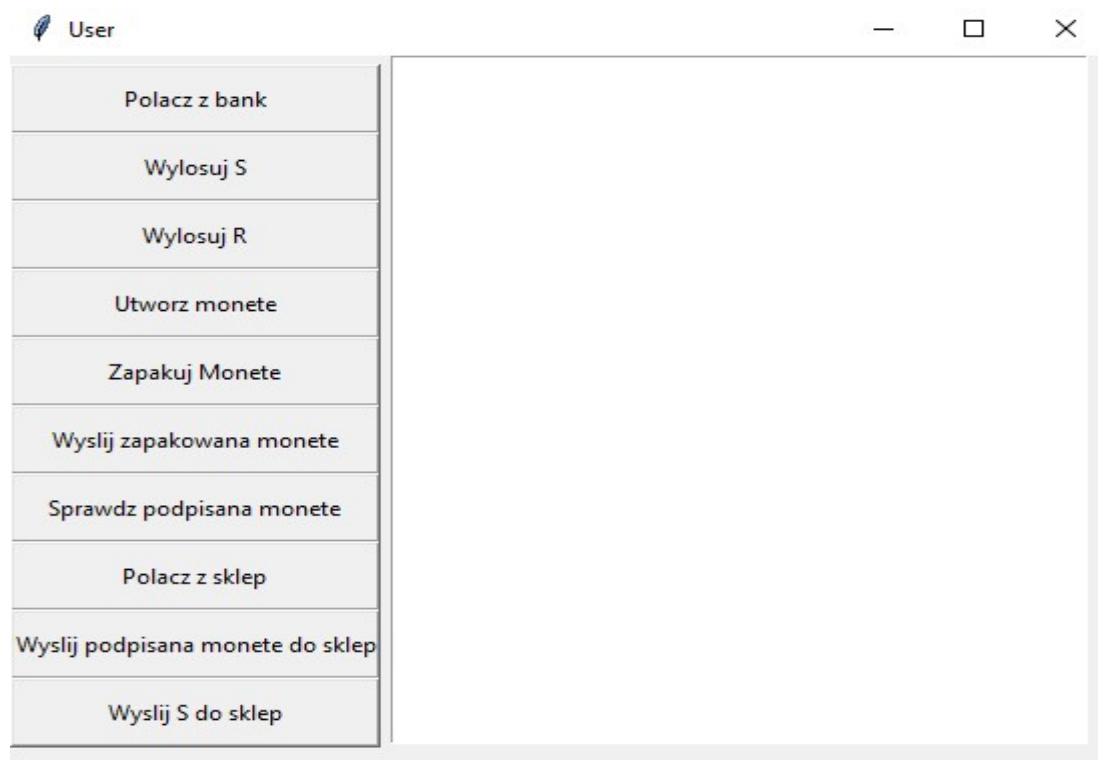 User
Polacz z bank
Wylosuj S
Wylosuj R
Utworz monete
Zapakuj Monete
Wyslij zapakowana monete
Sprawdz podpisana monete
Polacz z sklep
Wyslij podpisana monete do sklep
Wyslij S do sklep